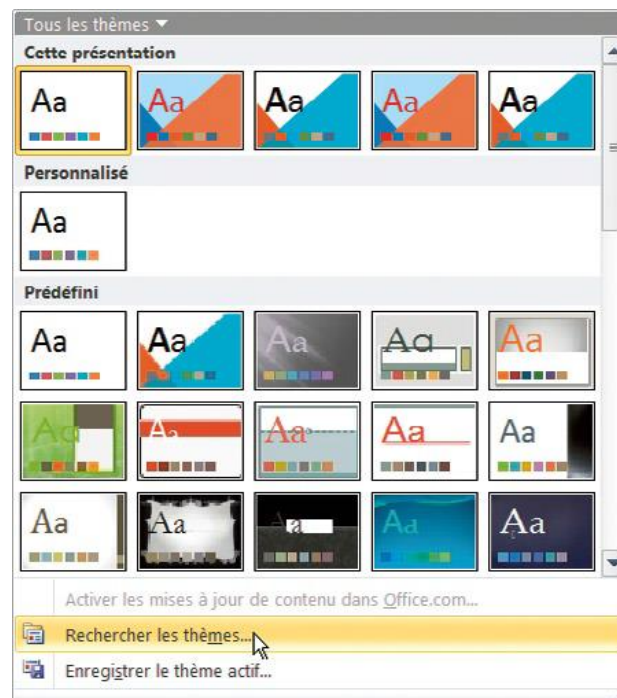 Tous les thèmes
Cette présentation
Aa Aa Aa Aa Aa
Personnalisé
Aa
Prédéfini
Aa Aa Aa Aa Aa
Aa Aa Aa Aa Aa
Aa Aa Aa Aa Aa
Activer les mises à jour de contenu dans Office.com...
Rechercher les thèmes...
Enregistrer le thème actif...